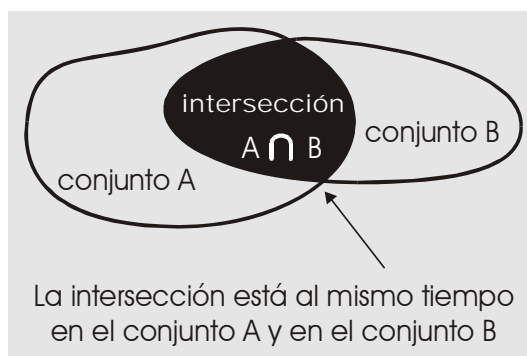 intersección
A ∩ B
conjunto B
conjunto A
La intersección está al mismo tiempo
en el conjunto A y en el conjunto B